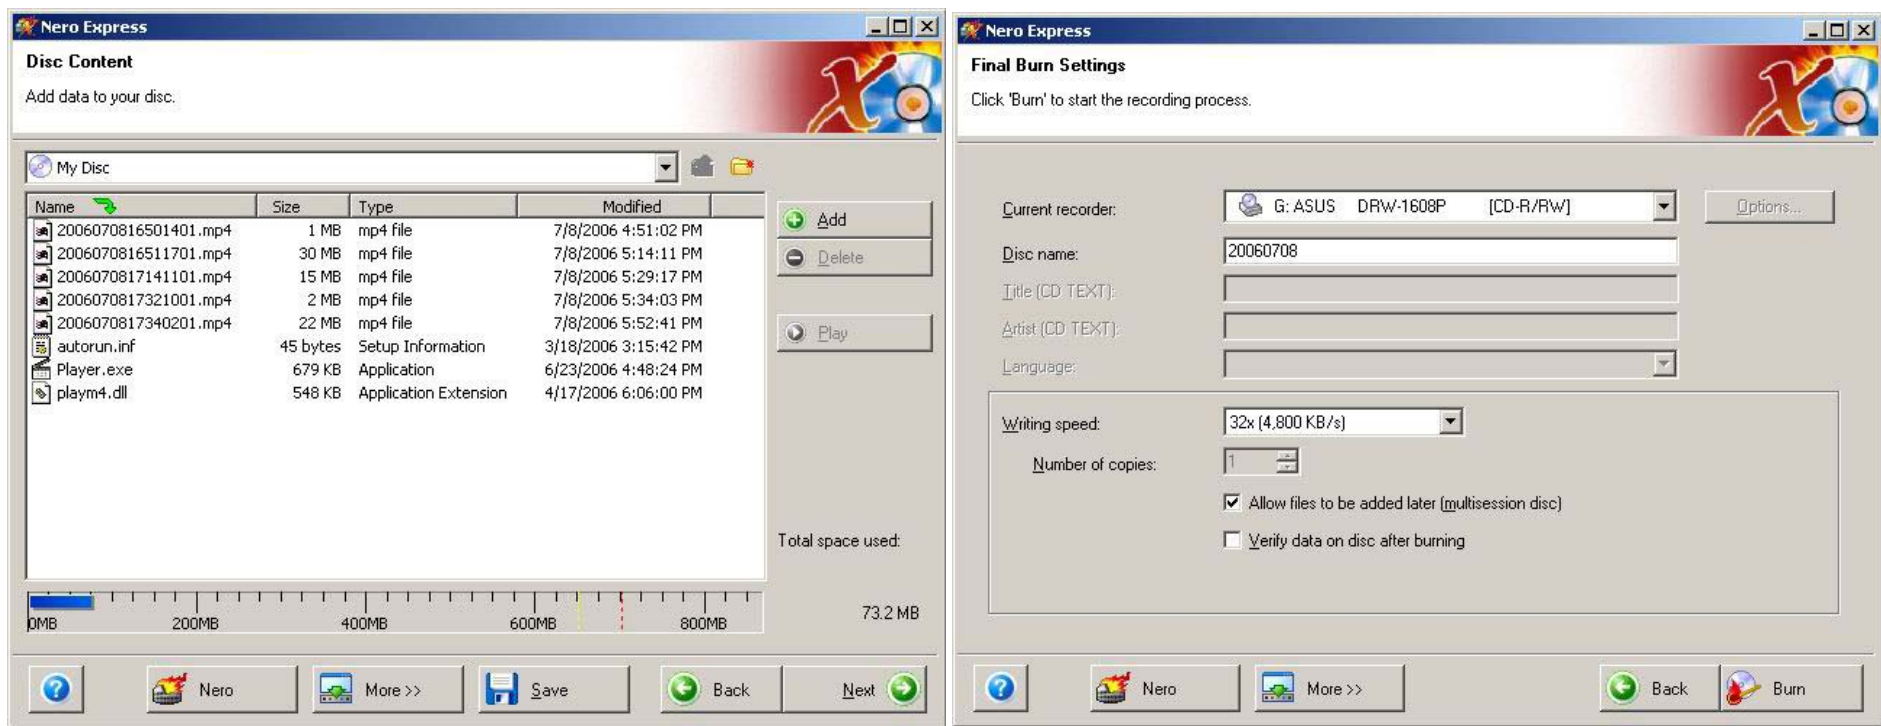 Nero Express
Disc Content
Add data to your disc.
My Disc
Name Size Type Modified
2006070816501401.mp4 1 MB mp4 file 7/8/2006 4:51:02 PM
2006070816511701.mp4 30 MB mp4 file 7/8/2006 5:14:11 PM
2006070817141101.mp4 15 MB mp4 file 7/8/2006 5:29:17 PM
2006070817321001.mp4 2 MB mp4 file 7/8/2006 5:34:03 PM
2006070817340201.mp4 22 MB mp4 file 7/8/2006 5:52:41 PM
autorun.inf 45 bytes Setup Information 3/18/2006 3:15:42 PM
Player.exe 679 KB Application 6/23/2006 4:48:24 PM
playm4.dll 548 KB Application Extension 4/17/2006 6:06:00 PM
Add
Delete
Play
Total space used:
0MB 200MB 400MB 600MB 800MB
73.2 MB
? Nero More >> Save Back Next
Nero Express
Final Burn Settings
Click 'Burn' to start the recording process.
Current recorder: G: ASUS DRW-1608P [CD-R/RW] Options...
Disc name: 20060708
Title (CD TEXT):
Artist (CD TEXT):
Language:
Writing speed: 32x (4,800 KB/s)
Number of copies: 1
Allow files to be added later (multisession disc)
Verify data on disc after burning
? Nero More >> Back Burn